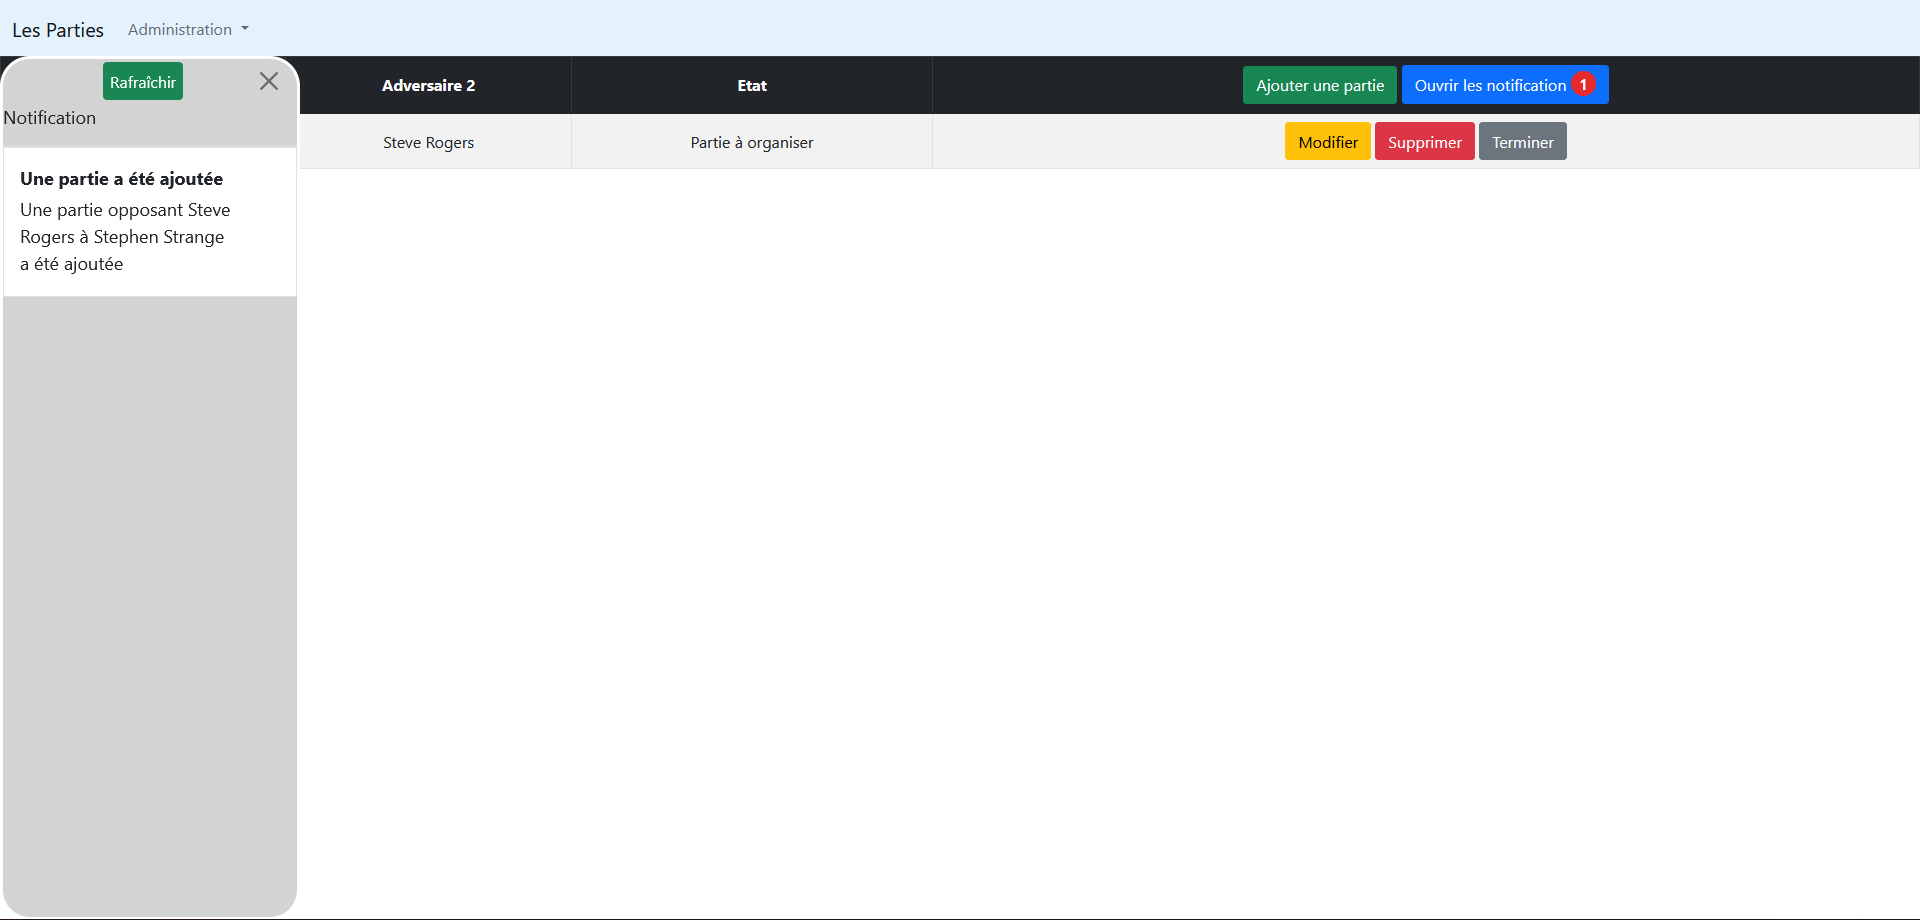 Les Parties Administration
Rafraîchir
Notification
Une partie a été ajoutée
Une partie opposant Steve
Rogers à Stephen Strange
a été ajoutée
Adversaire 2 Etat Ajouter une partie Ouvrir les notification 1
Steve Rogers Partie à organiser Modifier Supprimer Terminer